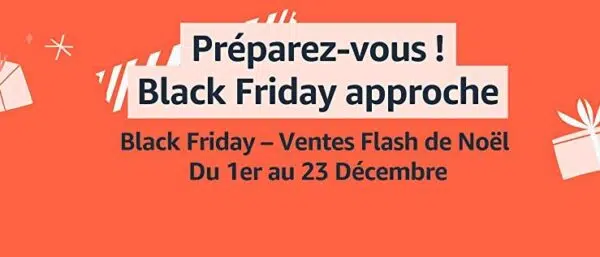 Préparez-vous !
Black Friday approche
Black Friday – Ventes Flash de Noël
Du 1er au 23 Décembre